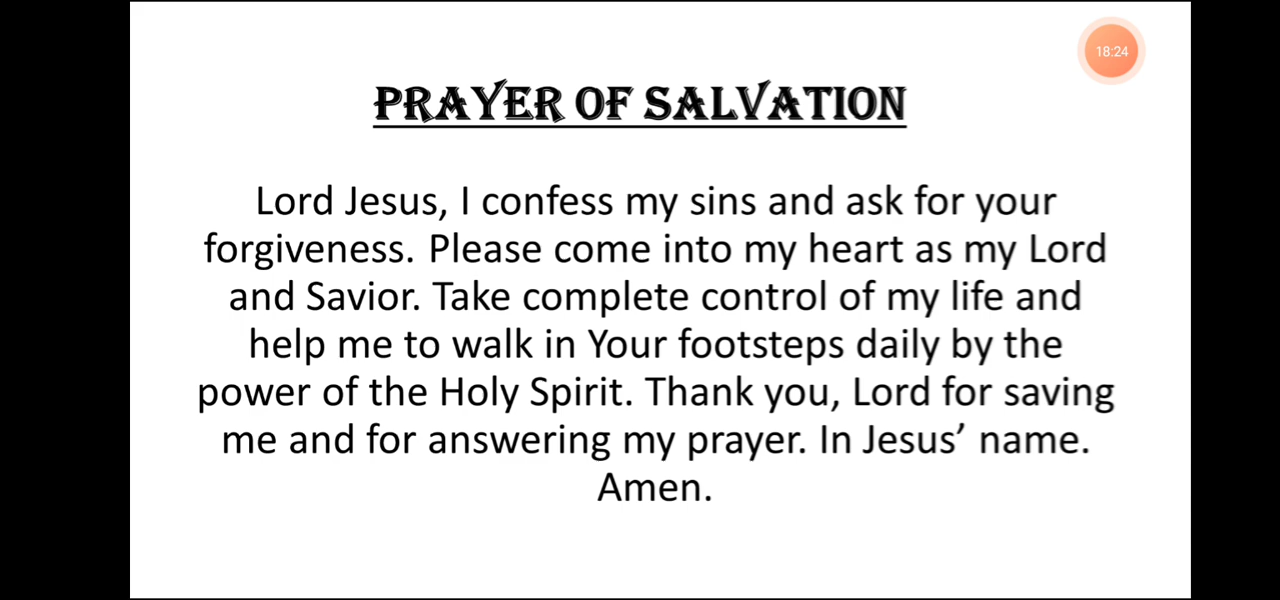 18:24
PRAYER OF SALVATION
Lord Jesus, I confess my sins and ask for your
forgiveness. Please come into my heart as my Lord
and Savior. Take complete control of my life and
help me to walk in Your footsteps daily by the
power of the Holy Spirit. Thank you, Lord for saving
me and for answering my prayer. In Jesus’ name.
Amen.